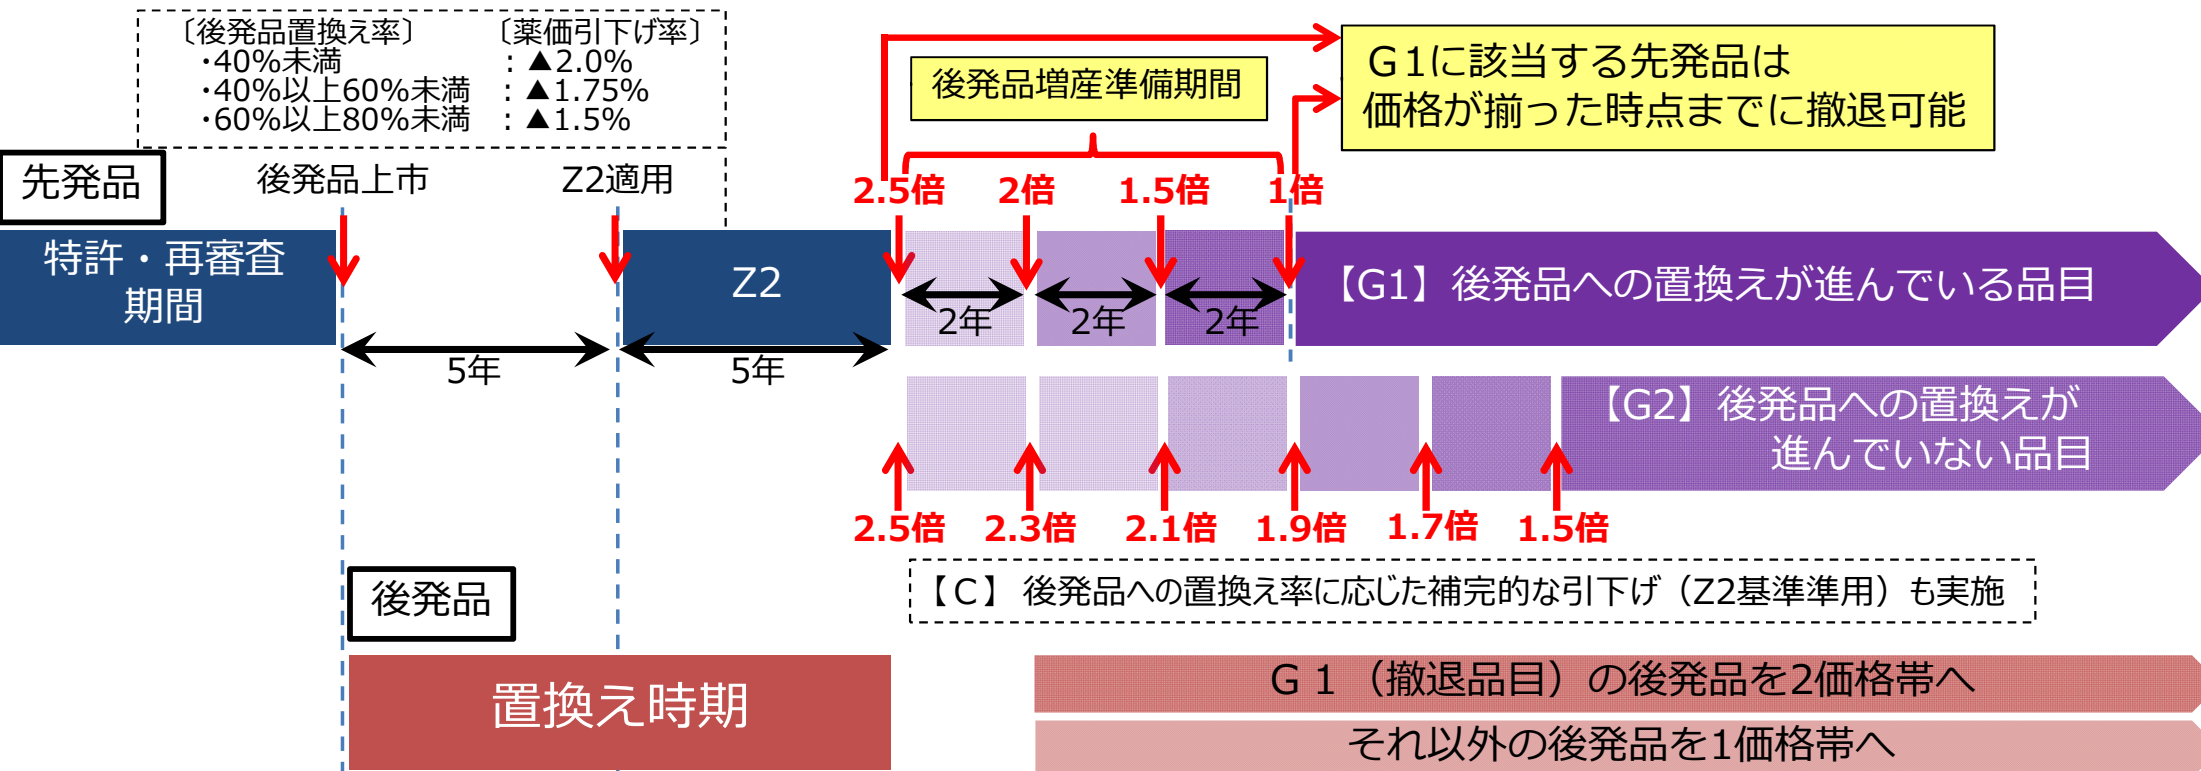 〔後発品置換え率〕 〔薬価引下げ率〕
・40%未満 : ▲2.0%
・40%以上60%未満 : ▲1.75%
・60%以上80%未満 : ▲1.5%
後発品増産準備期間
G1に該当する先発品は
価格が揃った時点までに撤退可能
先発品
後発品上市
Z2適用
2.5倍 2倍 1.5倍 1倍
特許・再審査
期間
Z2
2年 2年 2年
【G1】後発品への置換えが進んでいる品目
5年 5年
【G2】後発品への置換えが
進んでいない品目
2.5倍 2.3倍 2.1倍 1.9倍 1.7倍 1.5倍
【C】 後発品への置換え率に応じた補完的な引下げ（Z2基準準用）も実施
後発品
置換え時期
G1（撤退品目）の後発品を2価格帯へ
それ以外の後発品を1価格帯へ